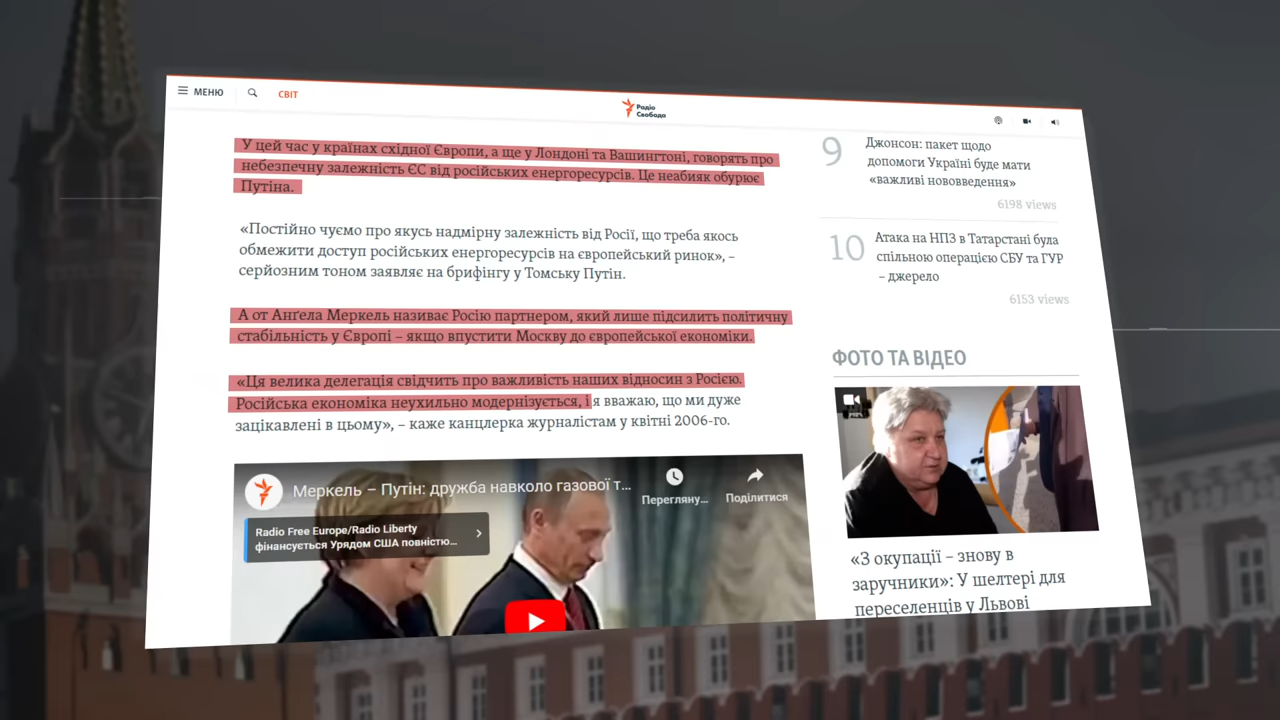 МЕНЮ
СВІТ
Радіо
Свобода
У цей час у країнах східної Європи, а ще у Лондоні та Вашингтоні, говорять про
небезпечну залежність ЄС від російських енергоресурсів. Це неабияк обурює
Путіна.
«Постійно чуємо про якусь надмірну залежність від Росії, що треба якось
обмежити доступ російських енергоресурсів на європейський ринок», –
серйозним тоном заявляє на брифінгу у Томську Путін.
А от Анґела Меркель називає Росію партнером, який лише підсилить політичну
стабільність у Європі – якщо впустити Москву до європейської економіки.
«Ця велика делегація свідчить про важливість наших відносин з Росією.
Російська економіка неухильно модернізується, і я вважаю, що ми дуже
зацікавлені в цьому», – каже канцлерка журналістам у квітні 2006-го.
Меркель – Путін: дружба навколо газової т...
Переглян‎у...
Поділитися
Radio Free Europe/Radio Liberty
фінансується Урядом США повністю...
9
Джонсон: пакет щодо
допомоги Україні буде мати
«важливі нововведення»
6198 views
10
Атака на НПЗ в Татарстані була
спільною операцією СБУ та ГУР
– джерело
6153 views
ФОТО ТА ВІДЕО
«З окупації – знову в
заручники»: У шелтері для
переселенців у Львові